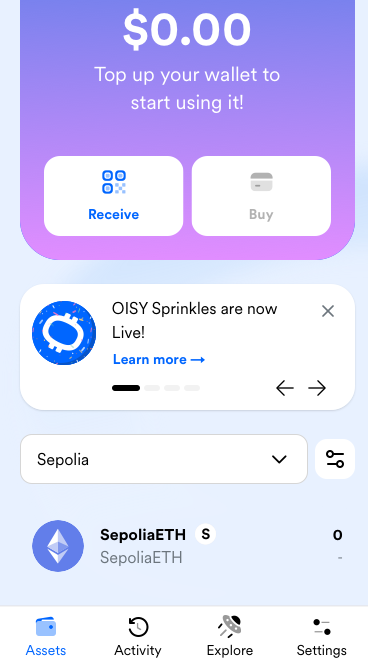 $0.00
Top up your wallet to
start using it!
Receive
Buy
OISY Sprinkles are now
Live!
Learn more →
Sepolia
SepoliaETH S
0
SepoliaETH
-
Assets
Activity
Explore
Settings